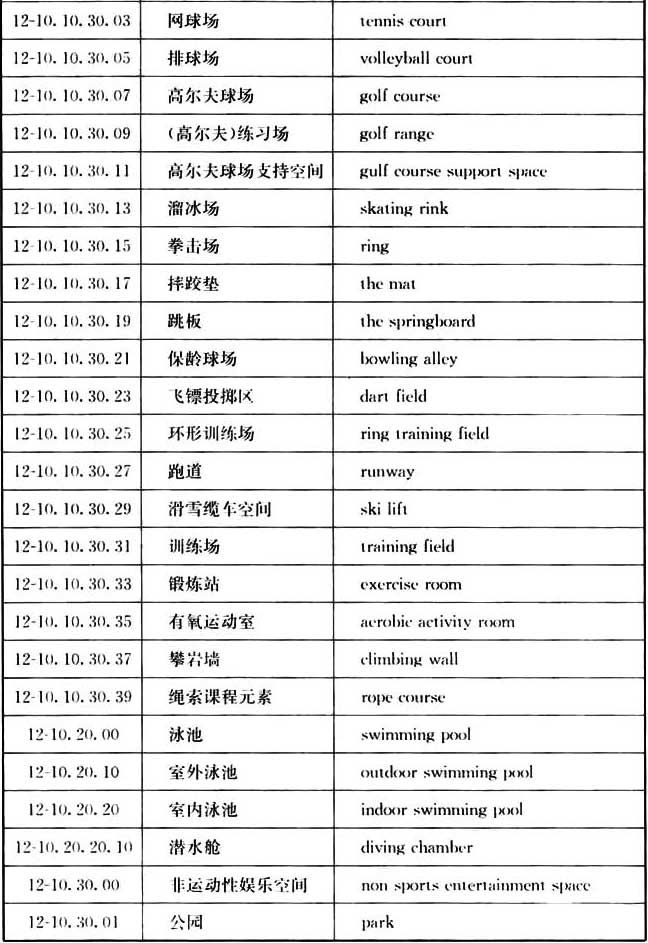 12-10.10.30.03 网球场 tennis court
12-10.10.30.05 排球场 volleyball court
12-10.10.30.07 高尔夫球场 golf course
12-10.10.30.09 (高尔夫)练习场 golf range
12-10.10.30.11 高尔夫球场支持空间 gulf course support space
12-10.10.30.13 溜冰场 skating rink
12-10.10.30.15 拳击场 ring
12-10.10.30.17 摔跤垫 the mat
12-10.10.30.19 跳板 the springboard
12-10.10.30.21 保龄球场 bowling alley
12-10.10.30.23 飞镖投掷区 dart field
12-10.10.30.25 环形训练场 ring training field
12-10.10.30.27 跑道 runway
12-10.10.30.29 滑雪缆车空间 ski lift
12-10.10.30.31 训练场 training field
12-10.10.30.33 锻炼站 exercise room
12-10.10.30.35 有氧运动室 aerobic activity room
12-10.10.30.37 攀岩墙 climbing wall
12-10.10.30.39 绳索课程元素 rope course
12-10.20.00 泳池 swimming pool
12-10.20.10 室外泳池 outdoor swimming pool
12-10.20.20 室内泳池 indoor swimming pool
12-10.20.20.10 潜水舱 diving chamber
12-10.30.00 非运动性娱乐空间 non sports entertainment space
12-10.30.01 公园 park